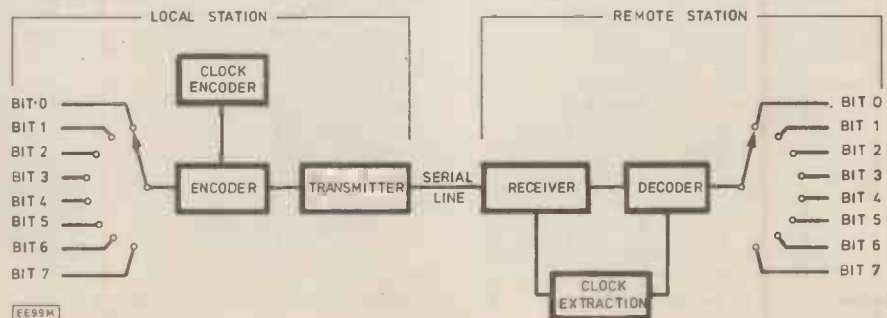 LOCAL STATION
REMOTE STATION
CLOCK
ENCODER
BIT·0
BIT 1
BIT 2
BIT 3
BIT 4
BIT 5
BIT 6
BIT 7
ENCODER
TRANSMITTER
SERIAL
LINE
RECEIVER
DECODER
CLOCK
EXTRACTION
BIT 0
BIT 1
BIT 2
BIT 3
BIT 4
BIT 5
BIT 6
BIT 7
EE99M